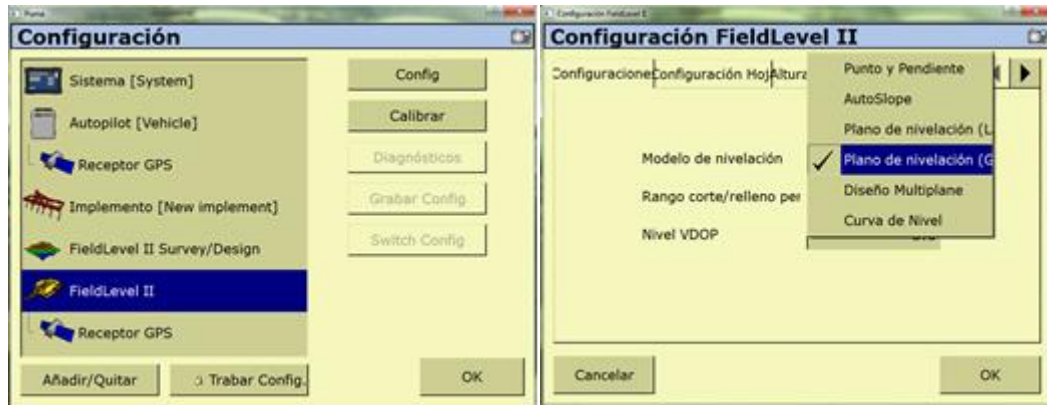 Configuración
Sistema [System]
Autopilot [Vehicle]
Receptor GPS
Implemento [New implement]
FieldLevel II Survey/Design
FieldLevel II
Receptor GPS
Config
Calibrar
Diagnósticos
Grabar Config
Switch Config
Añadir/Quitar
Trabar Config.
OK
Configuración FieldLevel II
Configuración FieldLevel II
Configuracione
Configuración Hoj
Altura
Modelo de nivelación
Rango corte/relleno per
Nivel VDOP
Punto y Pendiente
AutoSlope
Plano de nivelación (L
Plano de nivelación (G
Diseño Multiplane
Curva de Nivel
Cancelar
OK